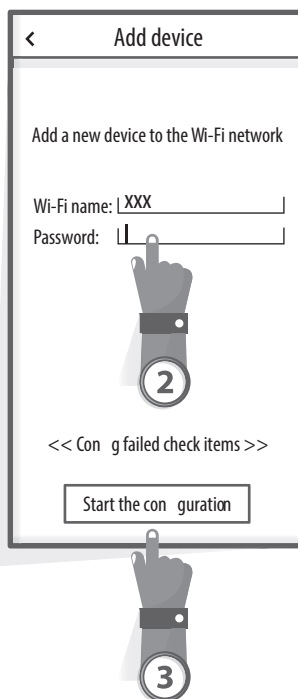 < Add device
Add a new device to the Wi-Fi network
Wi-Fi name: XXX
Password:
2
<< Con g failed check items >>
Start the con guration
3